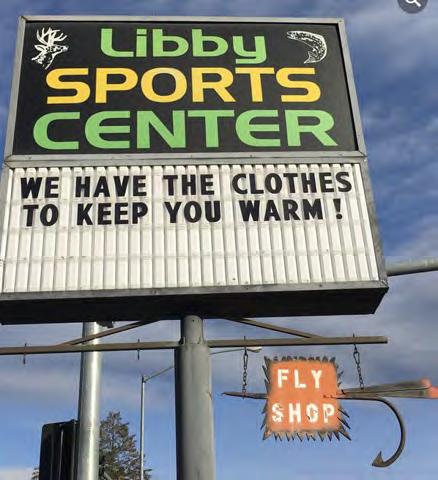 Libby
SPORTS
CENTER
WE HAVE THE CLOTHES
TO KEEP YOU WARM!
FLY
SHOP